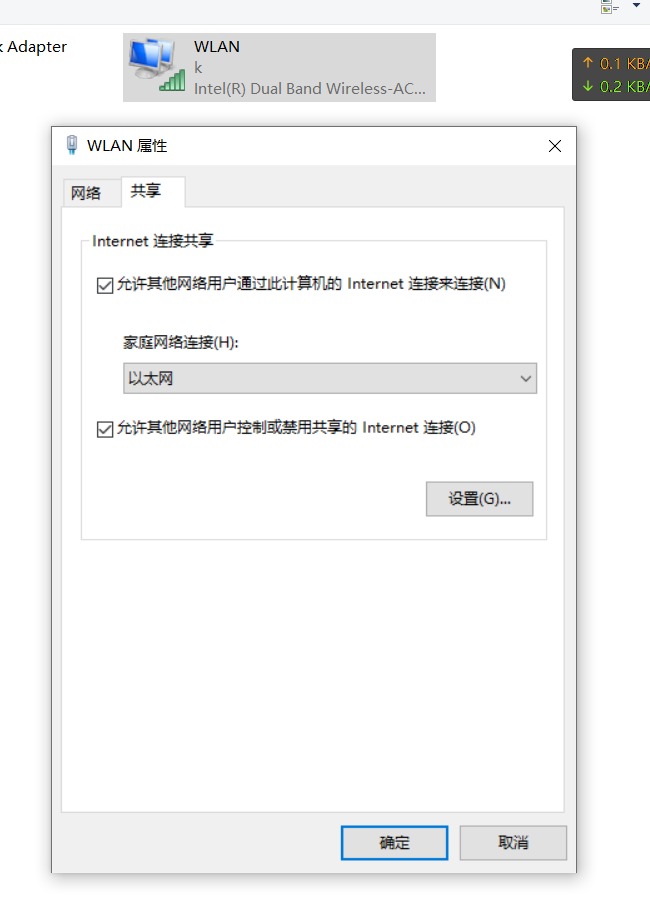 k Adapter
WLAN
k
Intel(R) Dual Band Wireless-AC...
↑ 0.1 KB/
↓ 0.2 KB/
WLAN 属性
网络
共享
Internet 连接共享
允许其他网络用户通过此计算机的 Internet 连接来连接(N)
家庭网络连接(H):
以太网
允许其他网络用户控制或禁用共享的 Internet 连接(O)
设置(G)...
确定
取消